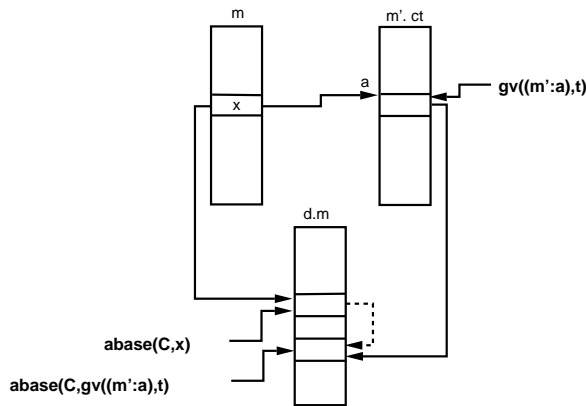 m
m'. ct
a
x
gv((m':a),t)
d.m
abase(C,x)
abase(C,gv((m':a),t)